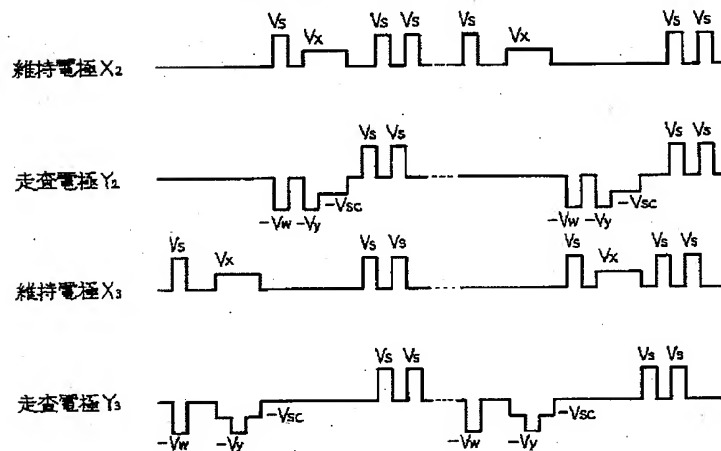 Vs Vx Vs Vs Vs Vx Vs Vs
維持電極X₂
Vs Vs Vs Vs
走査電極Y₂
-Vw -Vy -Vsc -Vw -Vy -Vsc
Vs Vx Vs Vs Vs Vx Vs Vs
維持電極X₃
Vs Vs Vs Vs
走査電極Y₃
-Vw -Vy -Vsc -Vw -Vy -Vsc